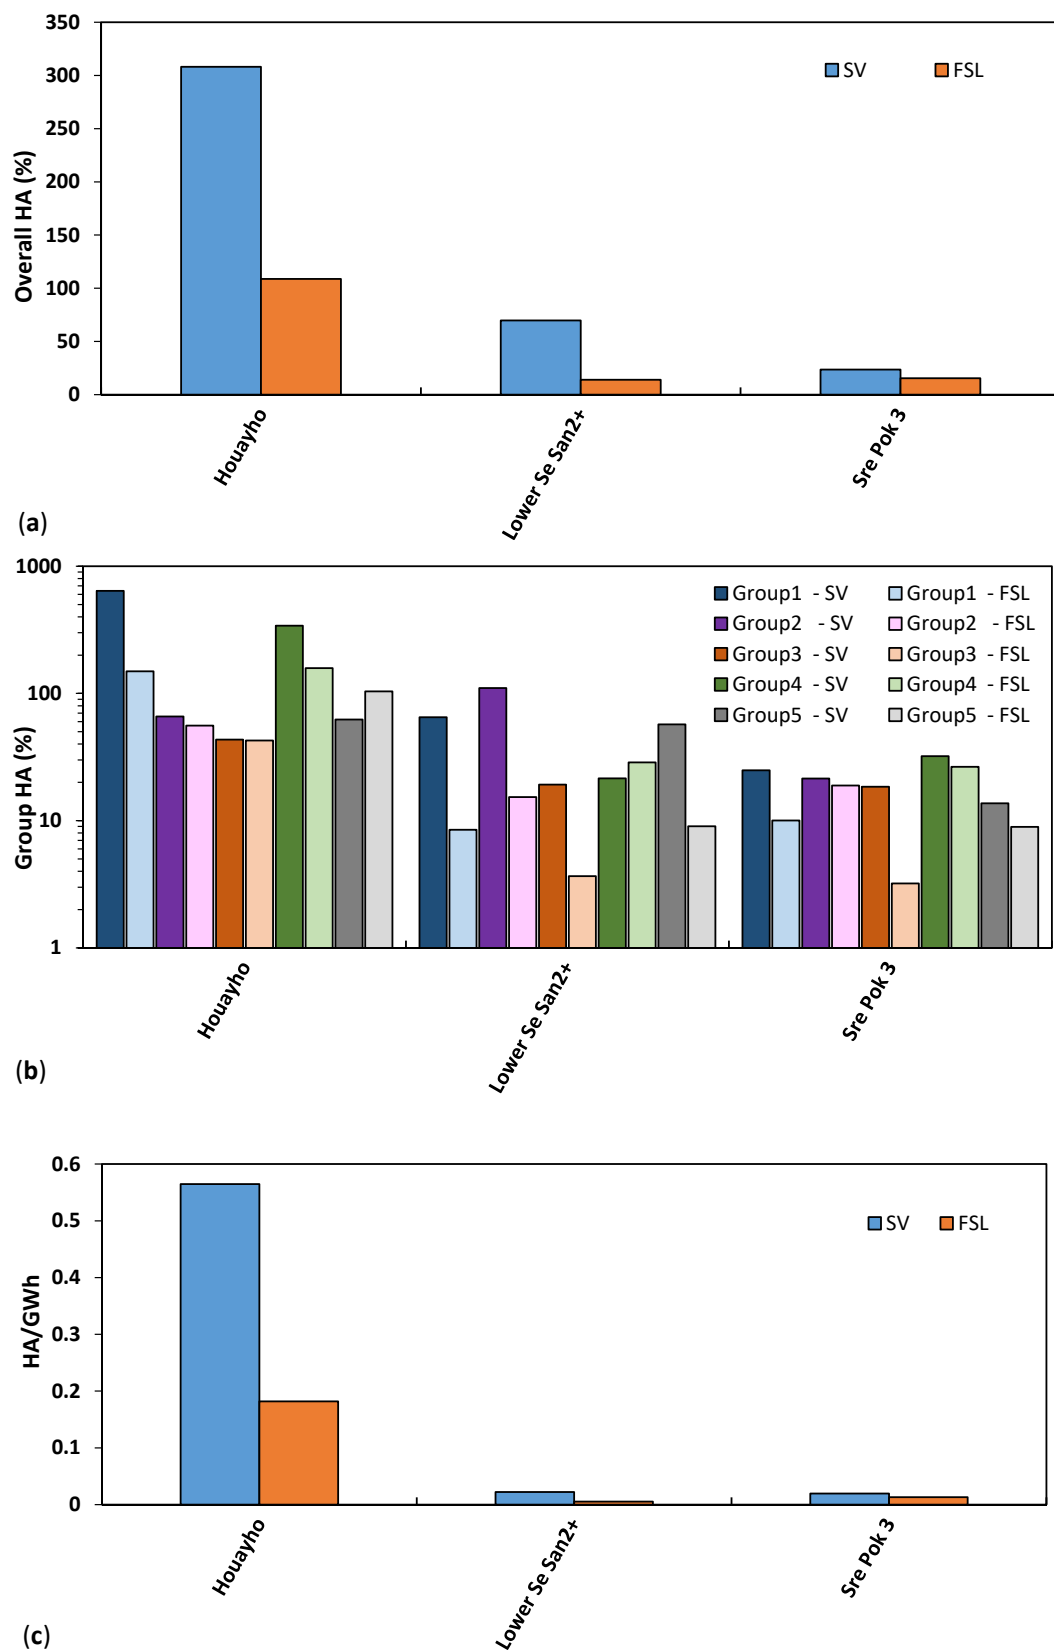 350
300
250
200
150
100
50
0
Overall HA (%)
SV FSL
Houayho
Lower Se San2+
Sre Pok 3
(a)
1000
100
10
1
Group HA (%)
Group1 - SV Group1 - FSL
Group2 - SV Group2 - FSL
Group3 - SV Group3 - FSL
Group4 - SV Group4 - FSL
Group5 - SV Group5 - FSL
Houayho
Lower Se San2+
Sre Pok 3
(b)
0.6
0.5
0.4
0.3
0.2
0.1
0
HA/GWh
SV FSL
Houayho
Lower Se San2+
Sre Pok 3
(c)